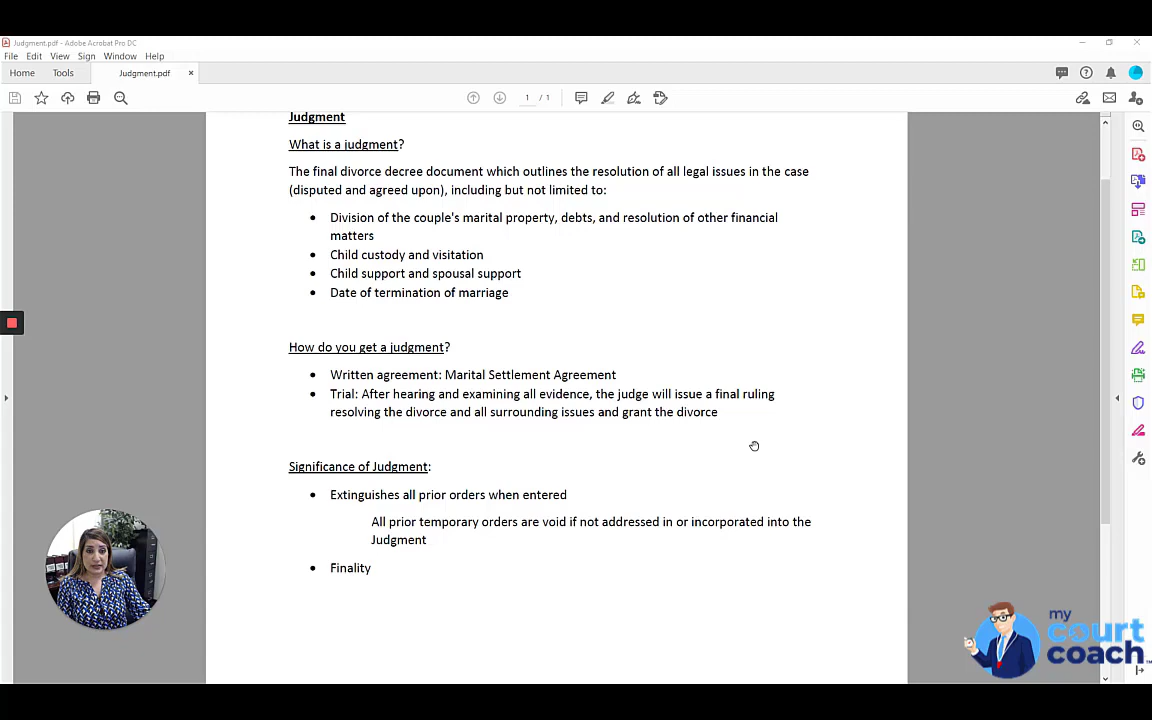 Judgment.pdf - Adobe Acrobat Pro DC
File Edit View Sign Window Help
Home Tools Judgment.pdf ×
1 / 1
Judgment
What is a judgment?
The final divorce decree document which outlines the resolution of all legal issues in the case
(disputed and agreed upon), including but not limited to:
• Division of the couple's marital property, debts, and resolution of other financial
matters
• Child custody and visitation
• Child support and spousal support
• Date of termination of marriage
How do you get a judgment?
• Written agreement: Marital Settlement Agreement
• Trial: After hearing and examining all evidence, the judge will issue a final ruling
resolving the divorce and all surrounding issues and grant the divorce
Significance of Judgment:
• Extinguishes all prior orders when entered
All prior temporary orders are void if not addressed in or incorporated into the
Judgment
• Finality
my
court
coach